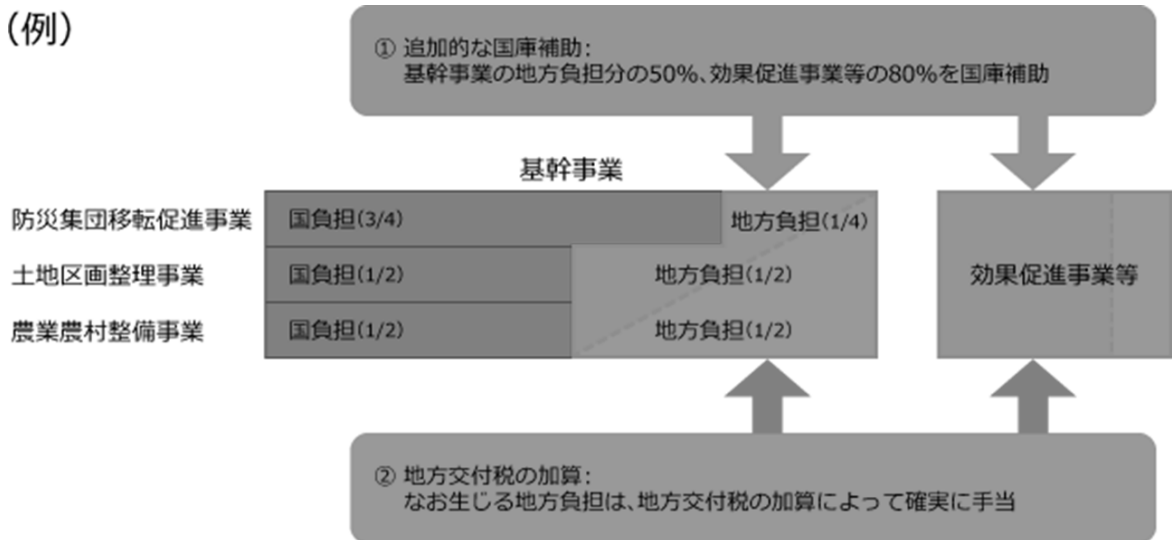 (例)
① 追加的な国庫補助：
基幹事業の地方負担分の50%、効果促進事業等の80%を国庫補助
基幹事業
防災集団移転促進事業
国負担(3/4)
地方負担(1/4)
土地区画整理事業
国負担(1/2)
地方負担(1/2)
効果促進事業等
農業農村整備事業
国負担(1/2)
地方負担(1/2)
② 地方交付税の加算：
なお生じる地方負担は、地方交付税の加算によって確実に手当